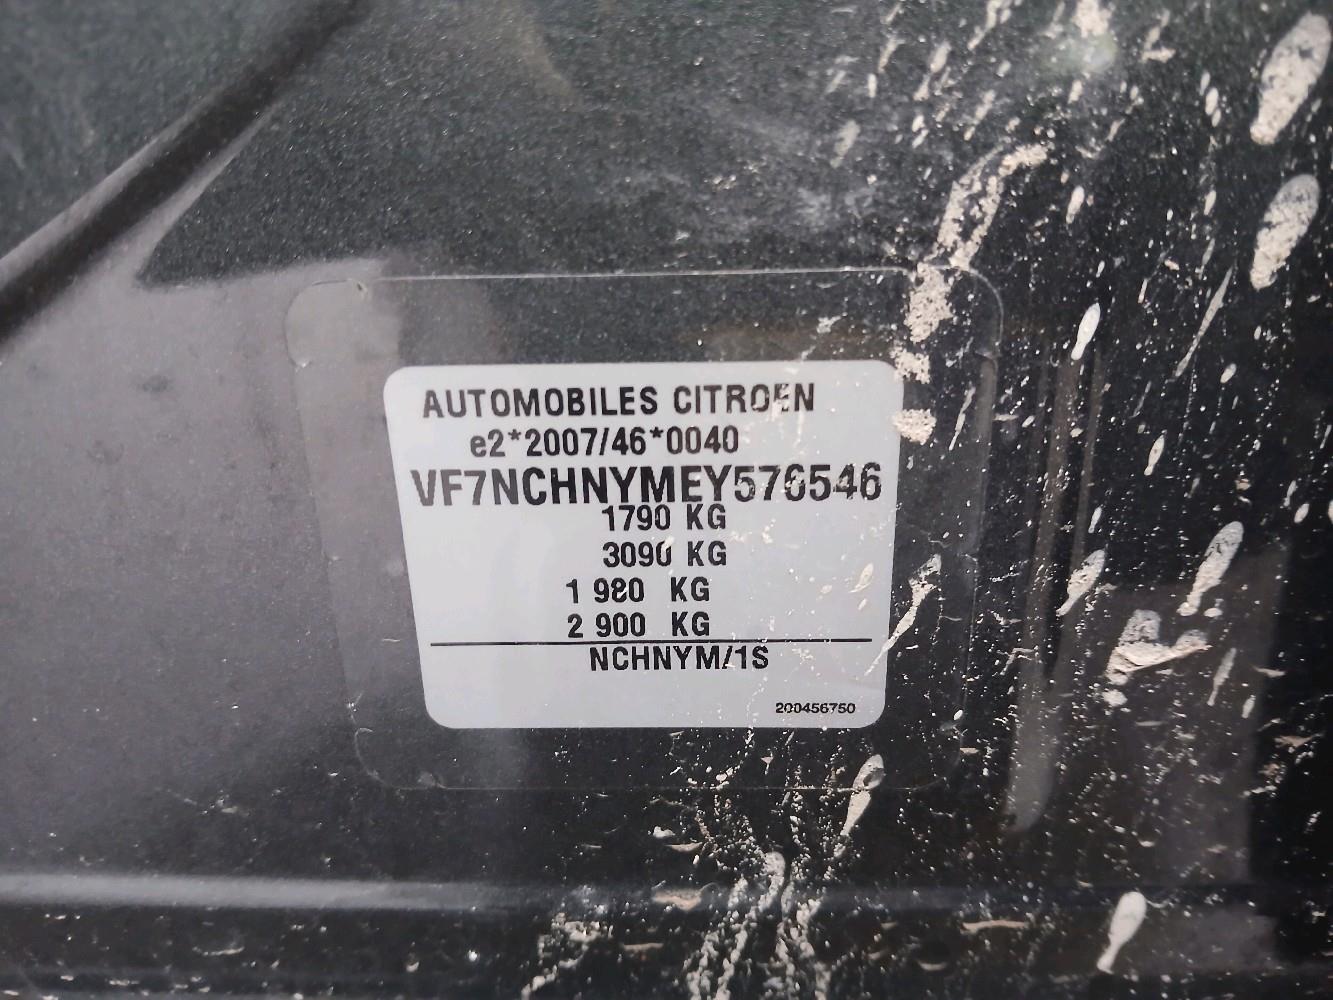 AUTOMOBILES CITROEN
e2*2007/46*0040
VF7NCHNYMEY576546
1790 KG
3090 KG
1 980 KG
2 900 KG
NCHNYM/1S
200456750